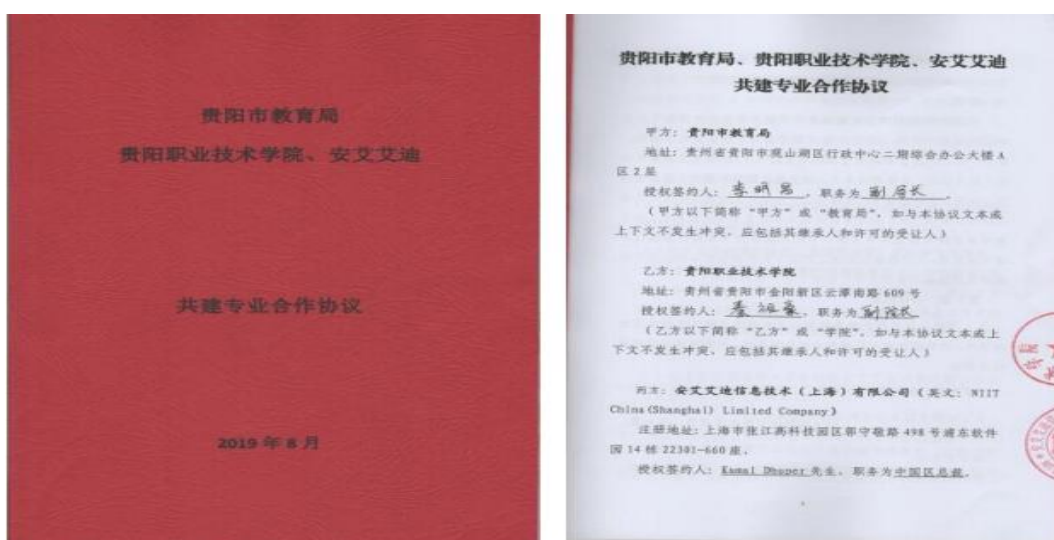 贵阳市教育局
贵阳职业技术学院、安艾艾迪
共建专业合作协议
2019 年 8 月
贵阳市教育局、贵阳职业技术学院、安艾艾迪
共建专业合作协议
甲方：贵阳市教育局
地址：贵州省贵阳市观山湖区行政中心二期综合办公大楼 A
区 2 层
授权签约人：李明昌，职务为副局长。
（甲方以下简称“甲方”或“教育局”，如与本协议文本或
上下文不发生冲突，应包括其继承人和许可的受让人）
乙方：贵阳职业技术学院
地址：贵州省贵阳市金阳新区云潭南路 609 号
授权签约人：，职务为副院长
（乙方以下简称“乙方”或“学院”，如与本协议文本或上
下文不发生冲突，应包括其继承人和许可的受让人）
丙方：安艾艾迪信息技术（上海）有限公司（英文：NIIT
China(Shanghai) Limited Company）
注册地址：上海市张江高科技园区郭守敬路 498 号浦东软件
园 14 栋 22301-660 座。
授权签约人：Kamal Dhuper 先生，职务为中国区总裁。